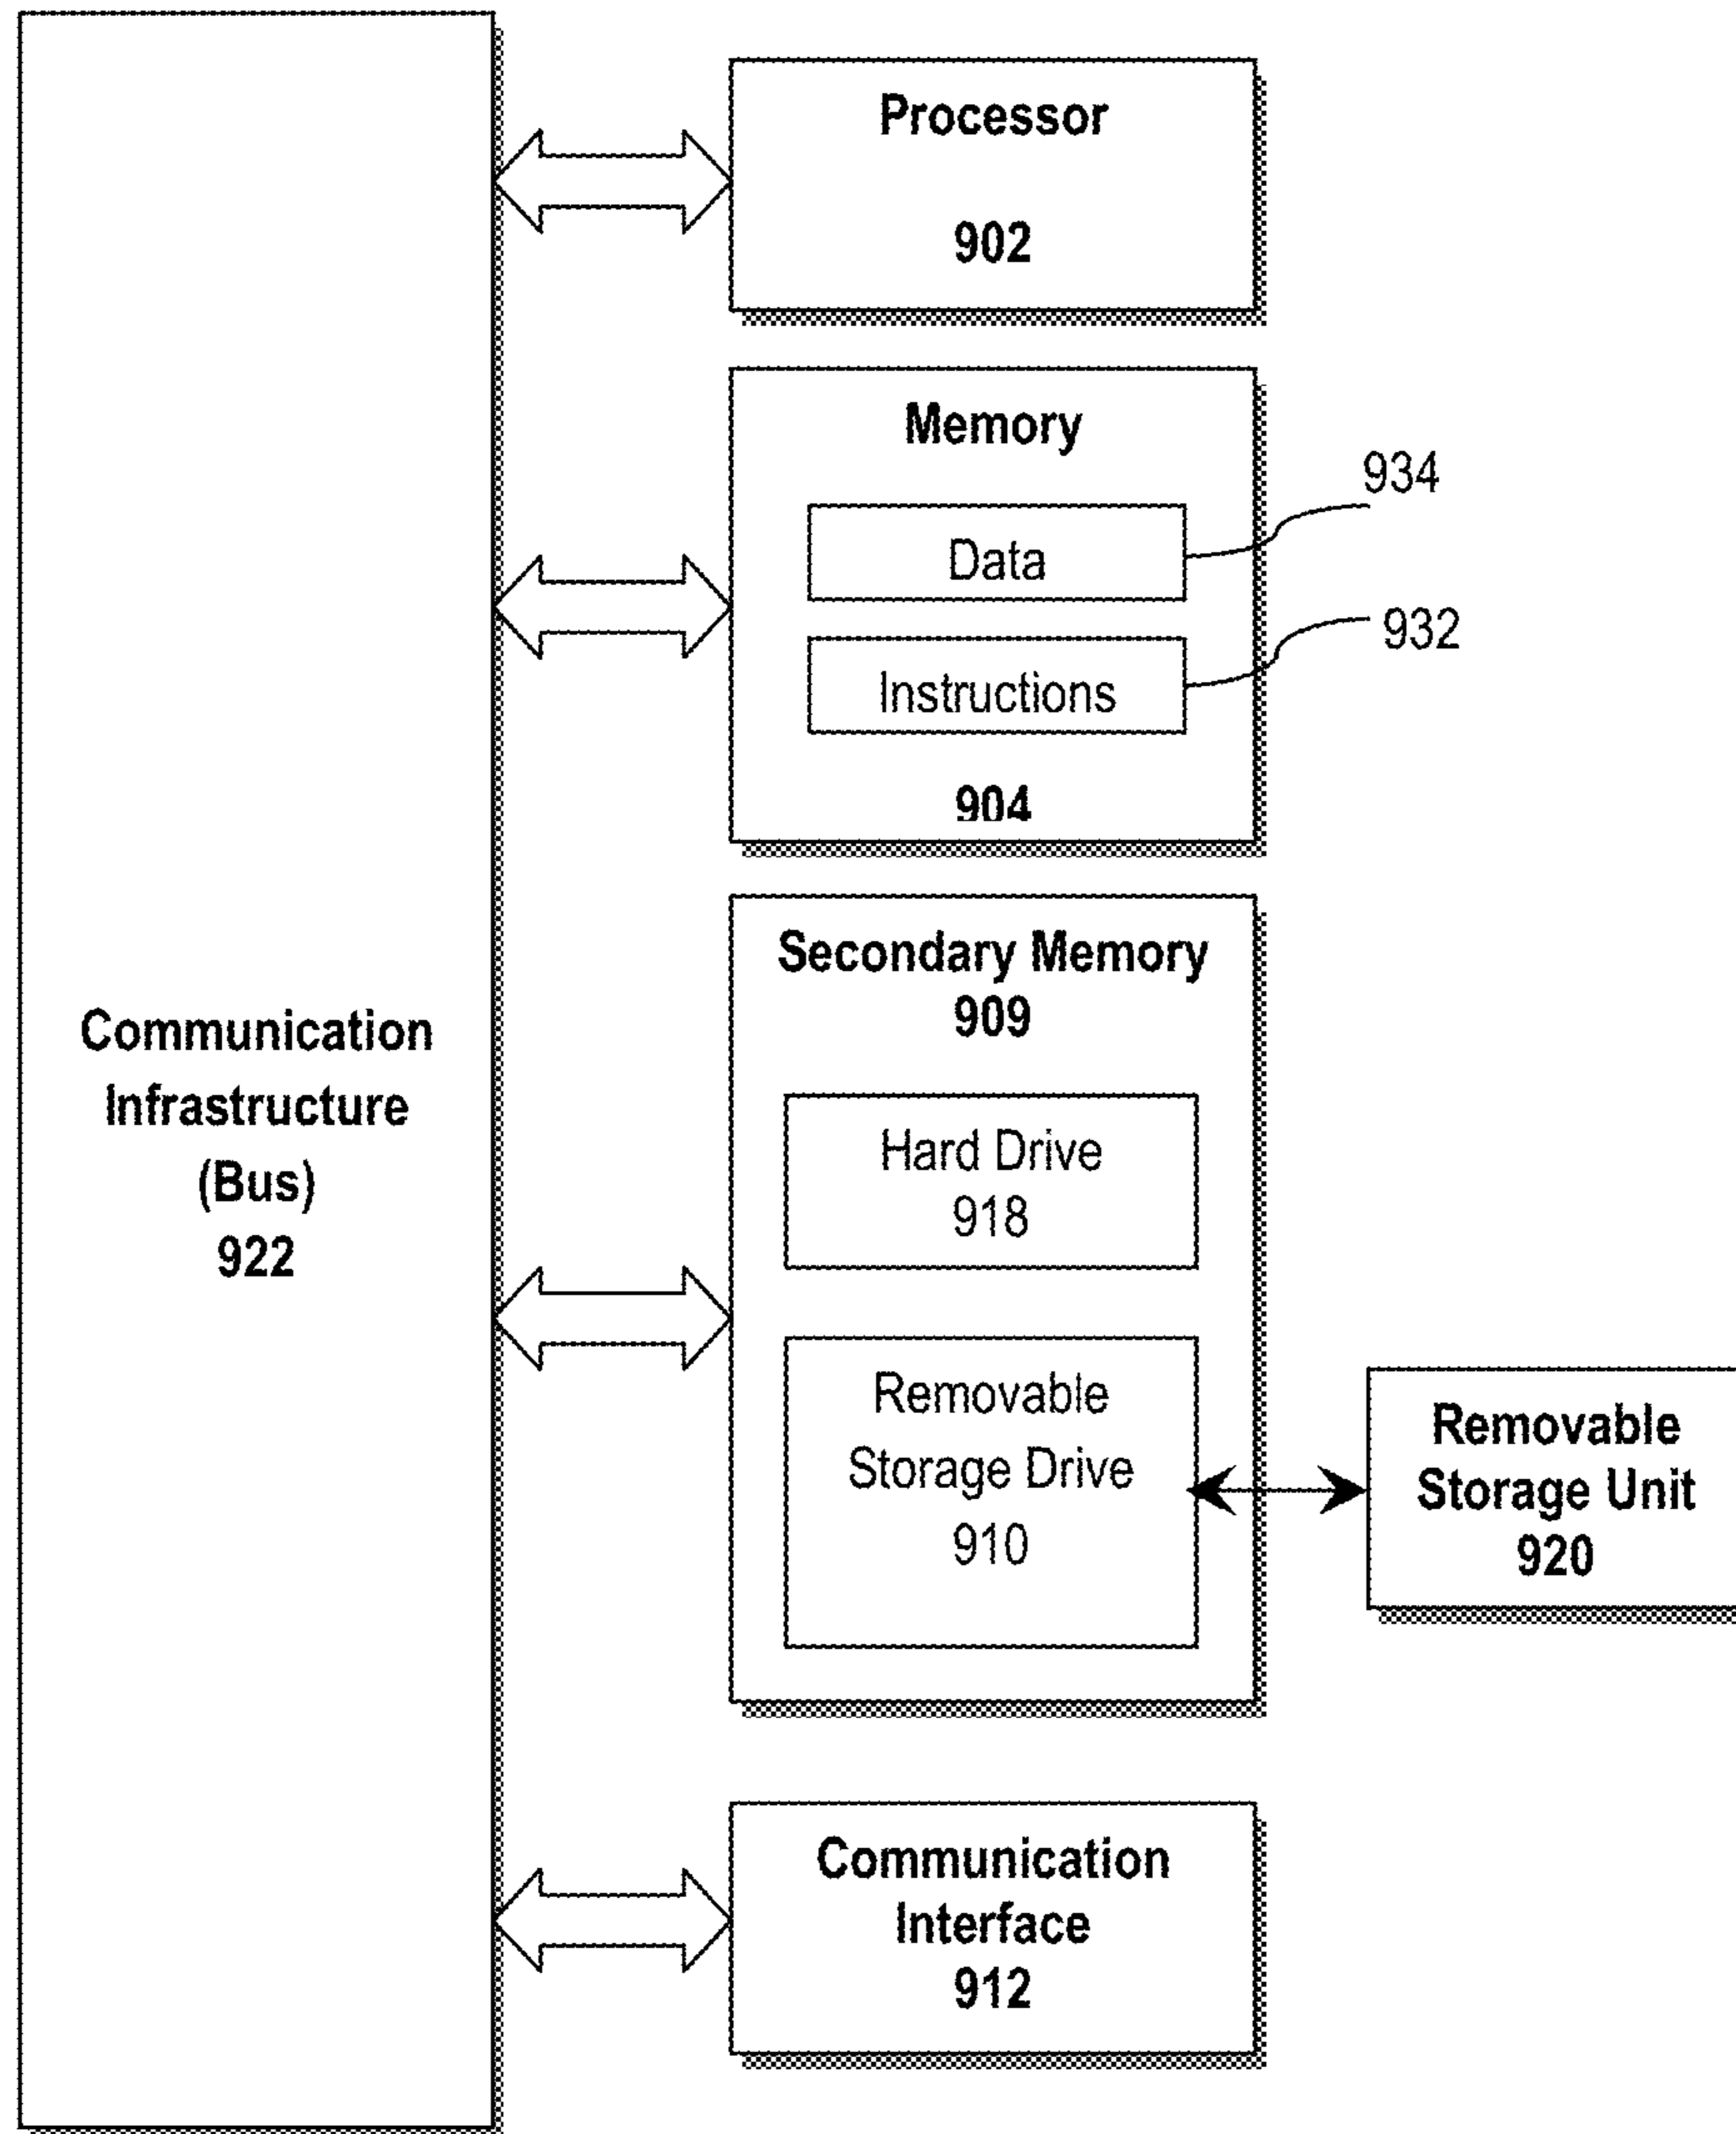 Processor
902
Memory
934
Data
932
Instructions
904
Secondary Memory
909
Communication
Infrastructure
(Bus)
922
Hard Drive
918
Removable
Storage Drive
910
Removable
Storage Unit
920
Communication
Interface
912